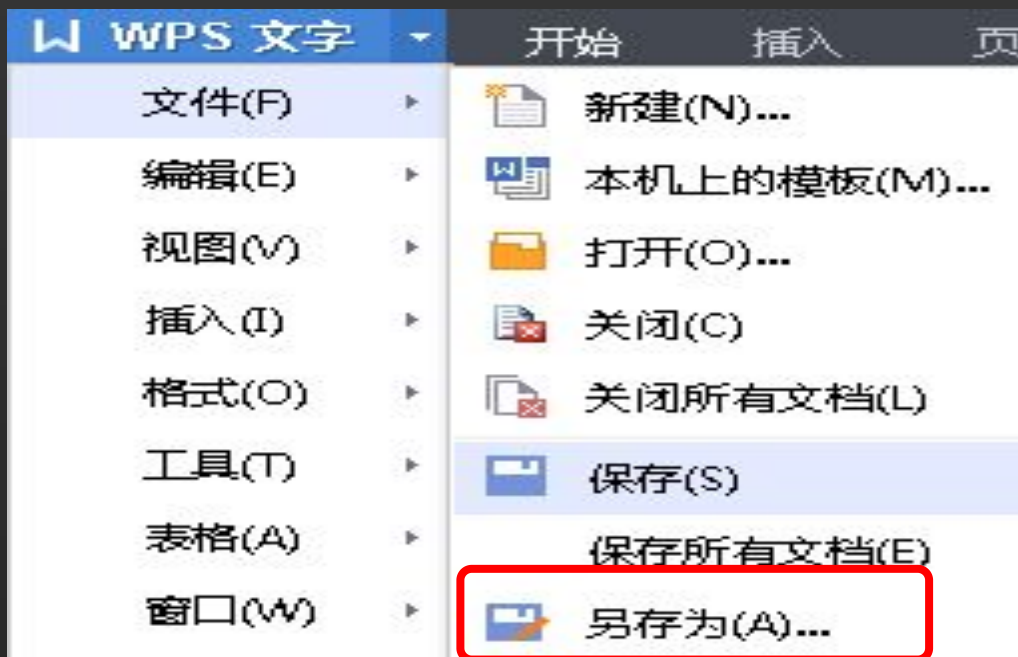 WPS 文字 开始 插入 页
文件(F)
编辑(E)
视图(V)
插入(I)
格式(O)
工具(T)
表格(A)
窗口(W)
新建(N)...
本机上的模板(M)...
打开(O)...
关闭(C)
关闭所有文档(L)
保存(S)
保存所有文档(E)
另存为(A)...